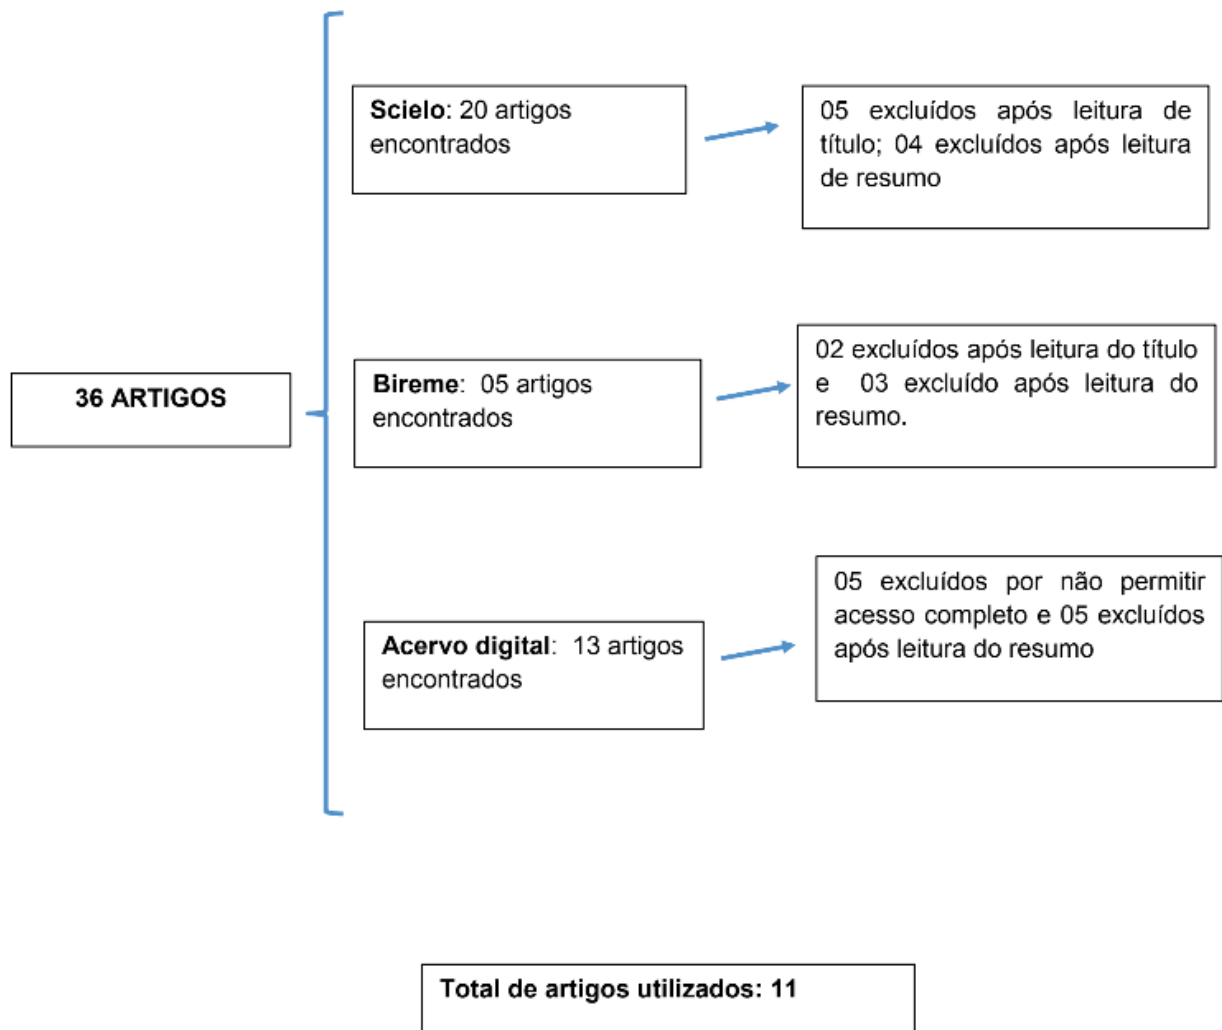 Scielo: 20 artigos
encontrados
05 excluídos após leitura de
título; 04 excluídos após leitura
de resumo
36 ARTIGOS
Bireme: 05 artigos
encontrados
02 excluídos após leitura do título
e 03 excluído após leitura do
resumo.
Acervo digital: 13 artigos
encontrados
05 excluídos por não permitir
acesso completo e 05 excluídos
após leitura do resumo
Total de artigos utilizados: 11